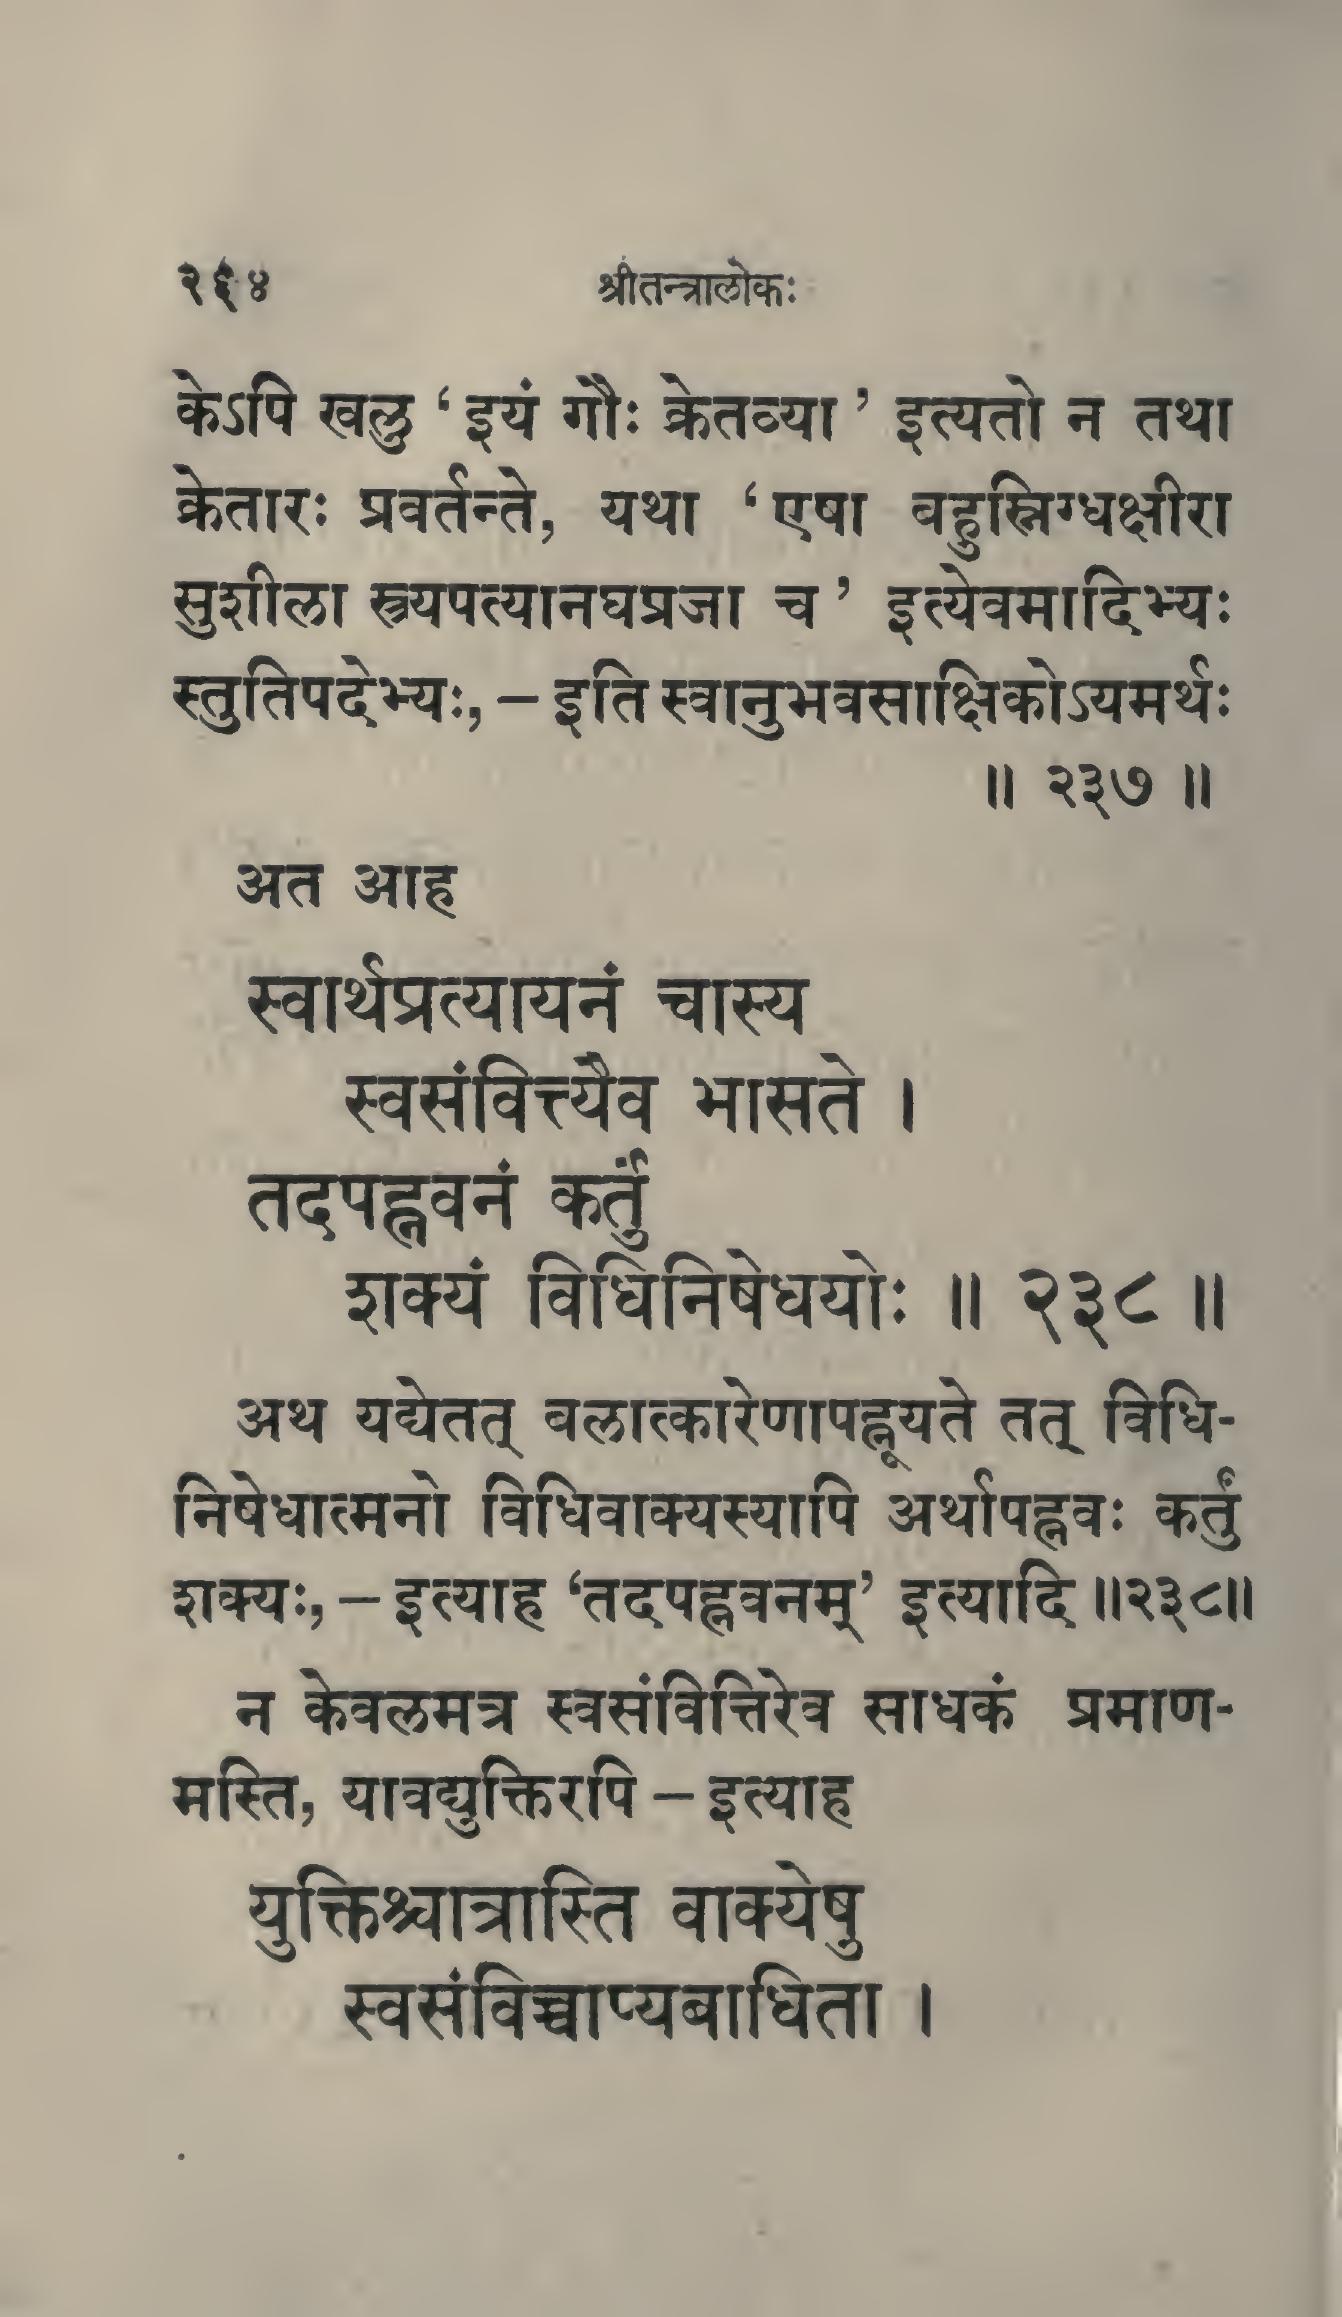 २६४ श्रीतन्त्रालोकः
केऽपि खलु ‘ इयं गौः क्रेतव्या ’ इत्यतो न तथा
क्रेतारः प्रवर्तन्ते, यथा ‘ एषा बहुस्निग्धक्षीरा
सुशीला स्त्र्यपत्यानघप्रजा च ’ इत्येवमादिभ्यः
स्तुतिपदेभ्यः, – इति स्वानुभवसाक्षिकोऽयमर्थः
॥ २३७ ॥
अत आह
स्वार्थप्रत्यायनं चास्य
स्वसंवित्त्यैव भासते ।
तदपह्नवनं कर्तुं
शक्यं विधिनिषेधयोः ॥ २३८ ॥
अथ यद्येतत् बलात्कारेणापह्नूयते तत् विधि-
निषेधात्मनो विधिवाक्यस्यापि अर्थापह्नवः कर्तुं
शक्यः, – इत्याह ‘तदपह्नवनम्’ इत्यादि ॥२३८॥
न केवलमत्र स्वसंवित्तिरेव साधकं प्रमाण-
मस्ति, यावद्युक्तिरपि – इत्याह
युक्तिश्चात्रास्ति वाक्येषु
स्वसंविच्चाप्यबाधिता ।